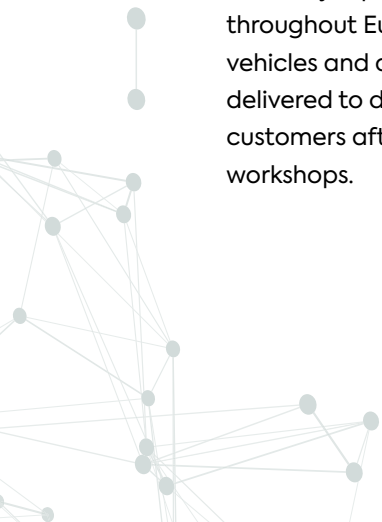 throughout Eu
vehicles and
delivered to d
customers aft
workshops.